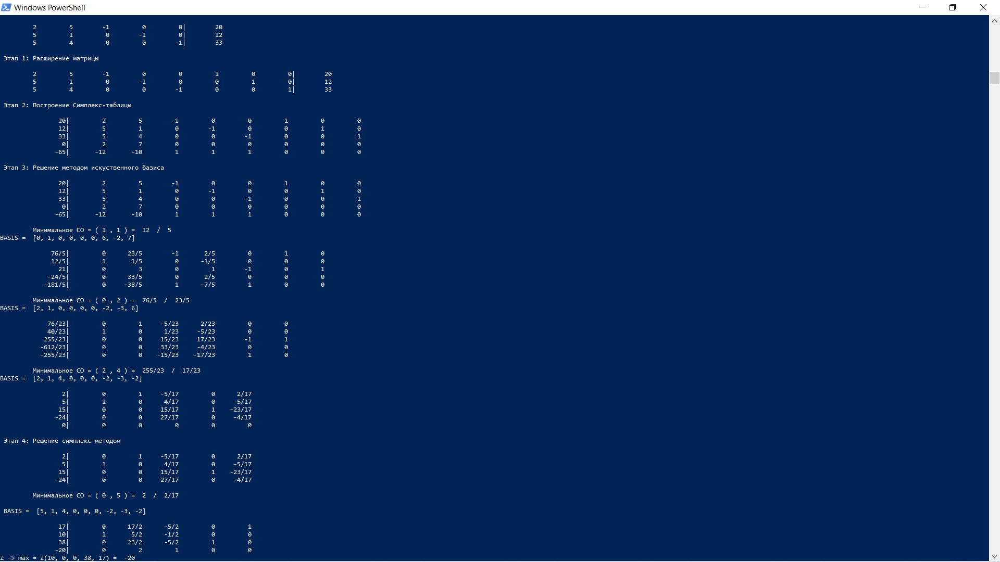 Windows PowerShell
2 5 -1 0 0| 20
5 1 0 -1 0| 12
5 4 0 0 -1| 33
Этап 1: Расширение матрицы
2 5 -1 0 0 1 0 0| 20
5 1 0 -1 0 0 1 0| 12
5 4 0 0 -1 0 0 1| 33
Этап 2: Построение Симплекс-таблицы
20| 2 5 -1 0 0 1 0 0
12| 5 1 0 -1 0 0 1 0
33| 5 4 0 0 -1 0 0 1
0| 2 7 0 0 0 0 0 0
-65| -12 -10 1 1 1 0 0 0
Этап 3: Решение методом искуственного базиса
20| 2 5 -1 0 0 1 0 0
12| 5 1 0 -1 0 0 1 0
33| 5 4 0 0 -1 0 0 1
0| 2 7 0 0 0 0 0 0
-65| -12 -10 1 1 1 0 0 0
Минимальное СО = ( 1 , 1 ) = 12 / 5
BASIS = [0, 1, 0, 0, 0, 0, 6, -2, 7]
76/5| 0 23/5 -1 2/5 0 1 0
12/5| 1 1/5 0 -1/5 0 0 0
21| 0 3 0 1 -1 0 1
-24/5| 0 33/5 0 2/5 0 0 0
-181/5| 0 -38/5 1 -7/5 1 0 0
Минимальное СО = ( 0 , 2 ) = 76/5 / 23/5
BASIS = [2, 1, 0, 0, 0, 0, -2, -3, 6]
76/23| 0 1 -5/23 2/23 0 0
40/23| 1 0 1/23 -5/23 0 0
255/23| 0 0 15/23 17/23 -1 1
-612/23| 0 0 33/23 -4/23 0 0
-255/23| 0 0 -15/23 -17/23 1 0
Минимальное СО = ( 2 , 4 ) = 255/23 / 17/23
BASIS = [2, 1, 4, 0, 0, 0, -2, -3, -2]
2| 0 1 -5/17 0 2/17
5| 1 0 4/17 0 -5/17
15| 0 0 15/17 1 -23/17
-24| 0 0 27/17 0 -4/17
0| 0 0 0 0 0
Этап 4: Решение симплекс-методом
2| 0 1 -5/17 0 2/17
5| 1 0 4/17 0 -5/17
15| 0 0 15/17 1 -23/17
-24| 0 0 27/17 0 -4/17
Минимальное СО = ( 0 , 5 ) = 2 / 2/17
BASIS = [5, 1, 4, 0, 0, 0, -2, -3, -2]
17| 0 17/2 -5/2 0 1
10| 1 5/2 -1/2 0 0
38| 0 23/2 -5/2 1 0
-20| 0 2 1 0 0
Z -> max = Z(10, 0, 0, 38, 17) = -20